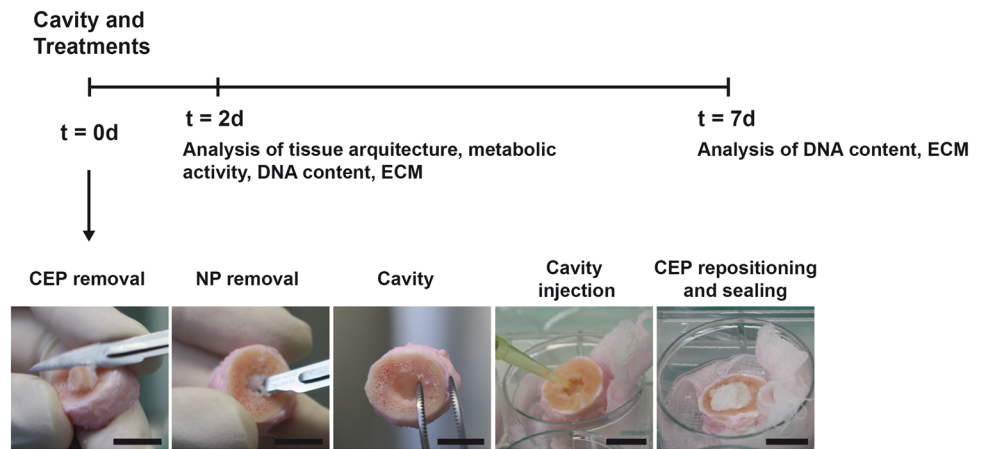 Cavity and
Treatments
t = 0d
t = 2d
t = 7d
Analysis of tissue arquitecture, metabolic
activity, DNA content, ECM
Analysis of DNA content, ECM
CEP removal
NP removal
Cavity
Cavity
injection
CEP repositioning
and sealing